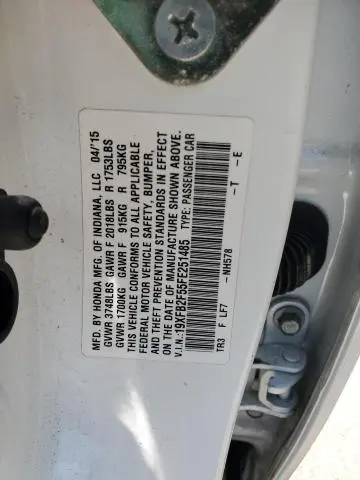 MFD. BY HONDA MFG. OF INDIANA, LLC 04/'15
GVWR 3748LBS GAWR F 2018LBS R 1753LBS
GVWR 1700KG GAWR F 915KG R 795KG
THIS VEHICLE CONFORMS TO ALL APPLICABLE
FEDERAL MOTOR VEHICLE SAFETY, BUMPER,
AND THEFT PREVENTION STANDARDS IN EFFECT
ON THE DATE OF MANUFACTURE SHOWN ABOVE.
V.I.N.:19XFB2F55FE251485 TYPE: PASSENGER CAR
TR3 F LF7 -NH578 -T -E